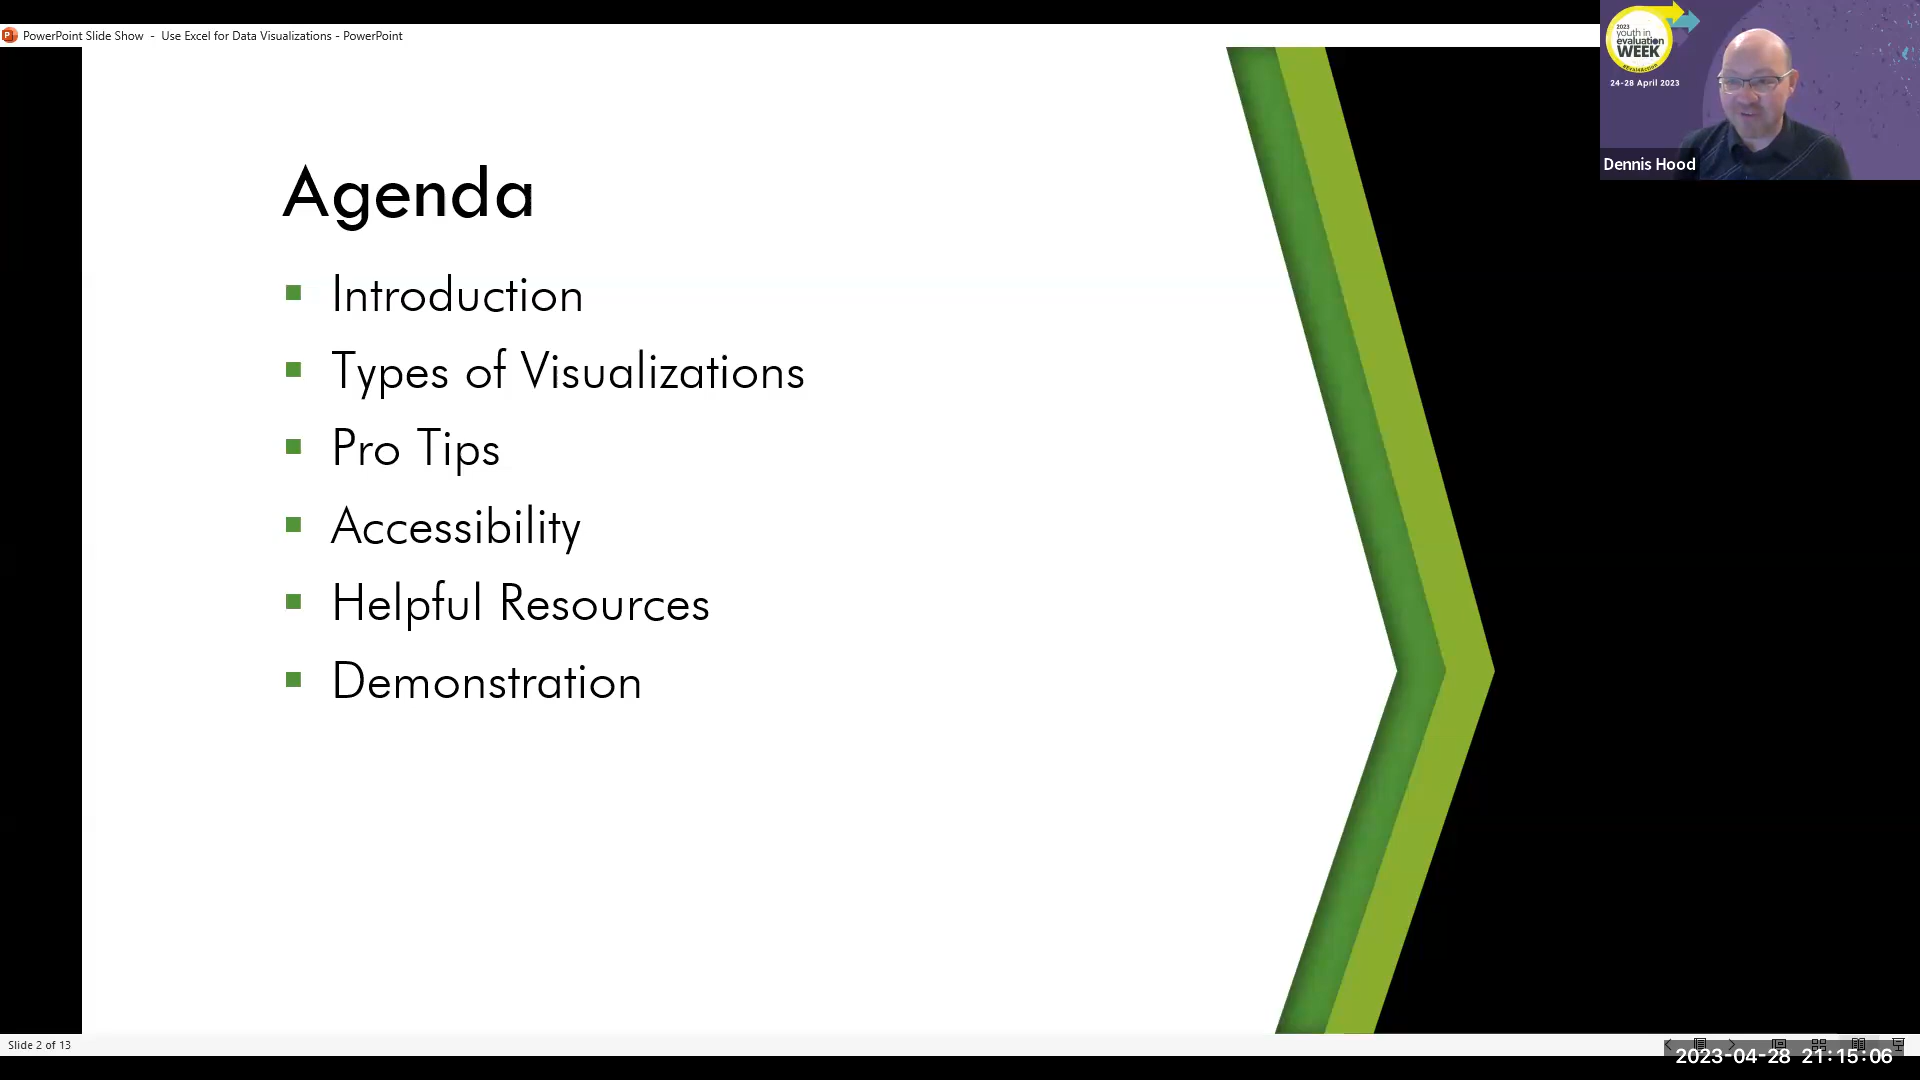 PowerPoint Slide Show - Use Excel for Data Visualizations - PowerPoint
2023
youth in
evaluation
WEEK
#Eval4Action
24-28 April 2023
Dennis Hood
Agenda
Introduction
Types of Visualizations
Pro Tips
Accessibility
Helpful Resources
Demonstration
Slide 2 of 13
2023-04-28 21:15:06